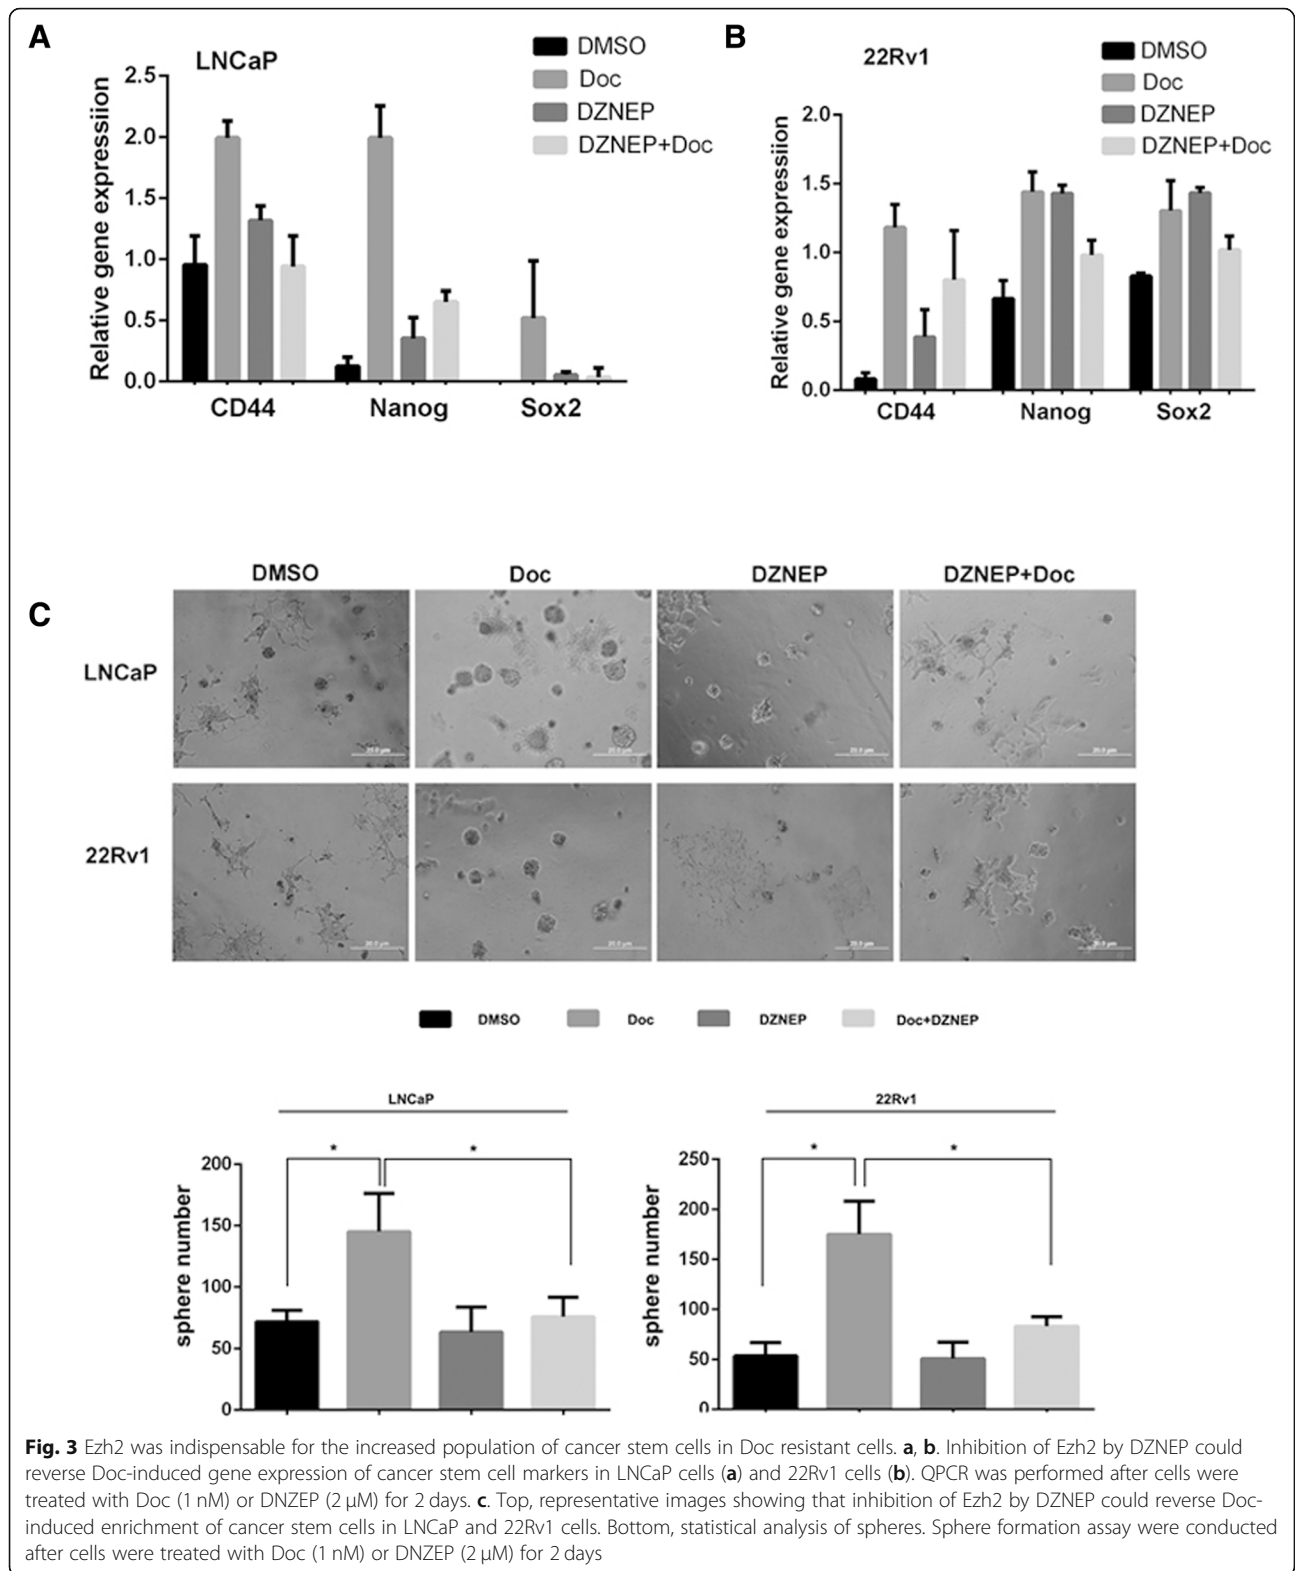 A
LNCaP
DMSO
Doc
DZNEP
DZNEP+Doc
Relative gene expressiion
2.5
2.0
1.5
1.0
0.5
0.0
CD44 Nanog Sox2
B
22Rv1
DMSO
Doc
DZNEP
DZNEP+Doc
Relative gene expressiion
2.0
1.5
1.0
0.5
0.0
CD44 Nanog Sox2
C
DMSO Doc DZNEP DZNEP+Doc
LNCaP
22Rv1
DMSO Doc DZNEP Doc+DZNEP
LNCaP
* *
sphere number
200
150
100
50
0
22Rv1
* *
sphere number
250
200
150
100
50
0
Fig. 3 Ezh2 was indispensable for the increased population of cancer stem cells in Doc resistant cells. a, b. Inhibition of Ezh2 by DZNEP could
reverse Doc-induced gene expression of cancer stem cell markers in LNCaP cells (a) and 22Rv1 cells (b). QPCR was performed after cells were
treated with Doc (1 nM) or DNZEP (2 μM) for 2 days. c. Top, representative images showing that inhibition of Ezh2 by DZNEP could reverse Doc-
induced enrichment of cancer stem cells in LNCaP and 22Rv1 cells. Bottom, statistical analysis of spheres. Sphere formation assay were conducted
after cells were treated with Doc (1 nM) or DNZEP (2 μM) for 2 days